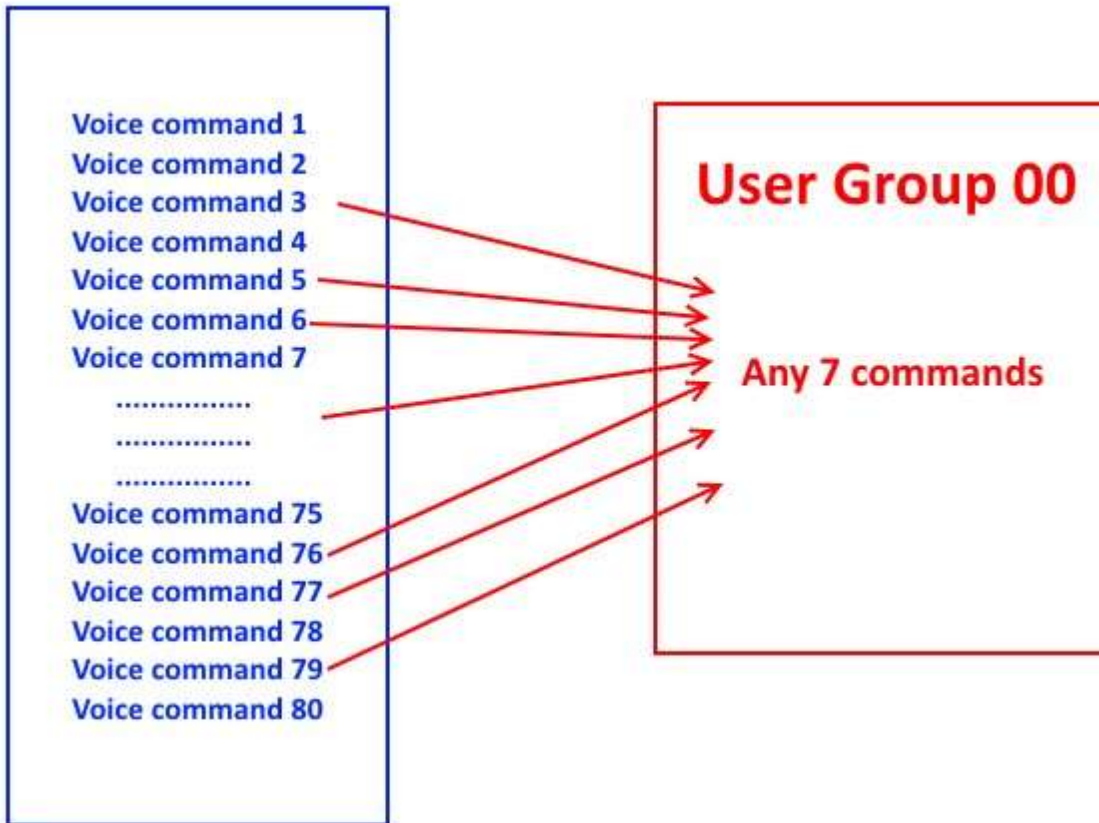 Voice command 1
Voice command 2
Voice command 3
Voice command 4
Voice command 5
Voice command 6
Voice command 7
................
................
................
Voice command 75
Voice command 76
Voice command 77
Voice command 78
Voice command 79
Voice command 80
User Group 00
Any 7 commands